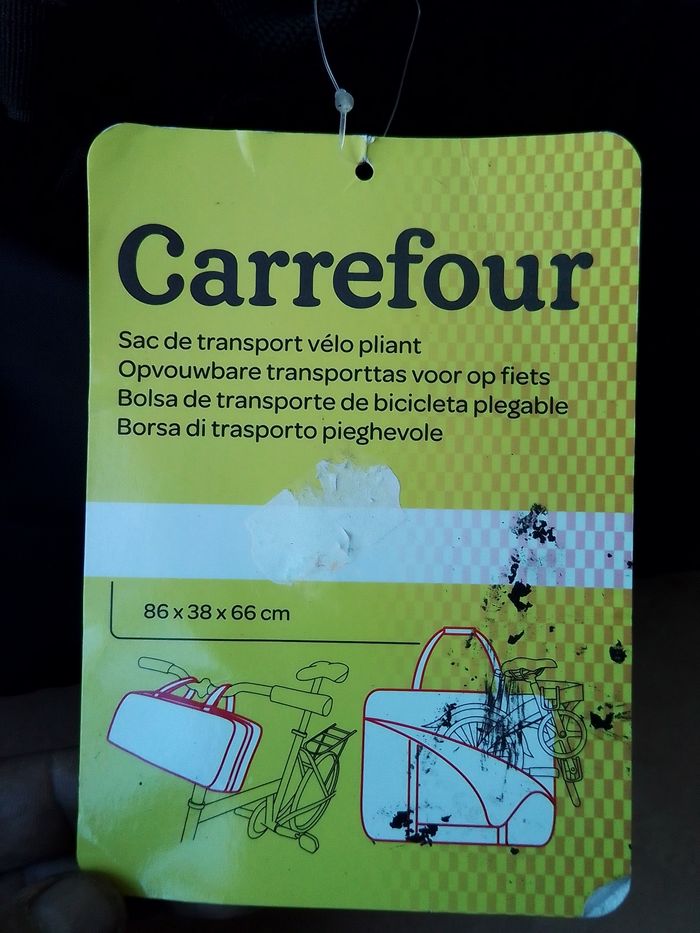 Carrefour
Sac de transport vélo pliant
Opvouwbare transporttas voor op fiets
Bolsa de transporte de bicicleta plegable
Borsa di trasporto pieghevole
86 x 38 x 66 cm